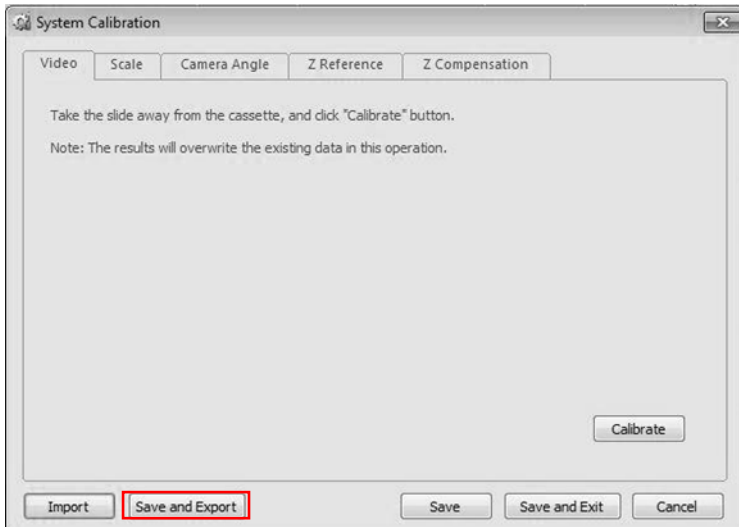 System Calibration
Video Scale Camera Angle Z Reference Z Compensation
Take the slide away from the cassette, and click "Calibrate" button.
Note: The results will overwrite the existing data in this operation.
Calibrate
Import Save and Export Save Save and Exit Cancel